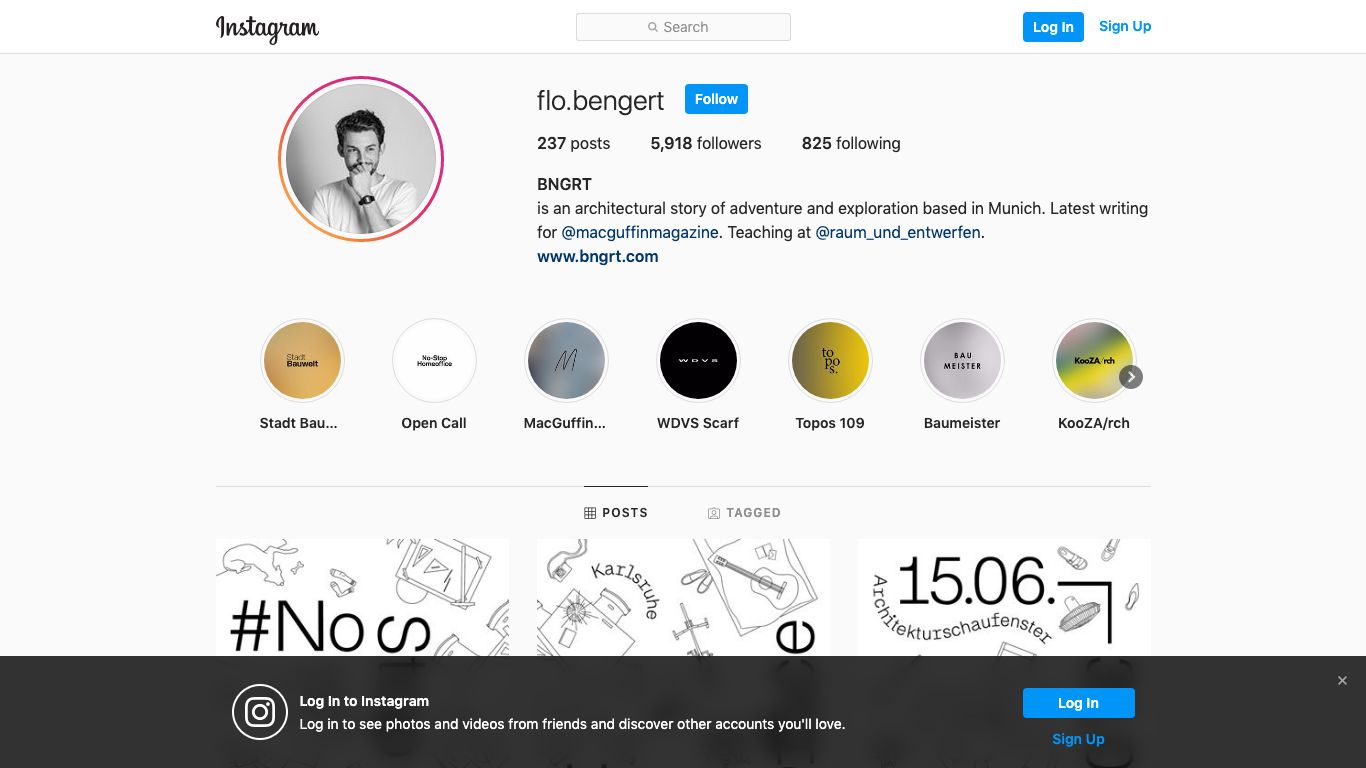 Instagram
Search
Log In
Sign Up
flo.bengert
Follow
237 posts
5,918 followers
825 following
BNGRT
is an architectural story of adventure and exploration based in Munich. Latest writing
for @macguffinmagazine. Teaching at @raum_und_entwerfen.
www.bngrt.com
Stadt
Bauwelt
No-Stop
Homeoffice
M
WDVS
to
po
s.
BAU
MEISTER
KooZA/rch
Stadt Bau...
Open Call
MacGuffin...
WDVS Scarf
Topos 109
Baumeister
KooZA/rch
POSTS
TAGGED
#No
Karlsruhe
15.06.
Architekturschaufenster
Log In to Instagram
Log in to see photos and videos from friends and discover other accounts you'll love.
Log In
Sign Up